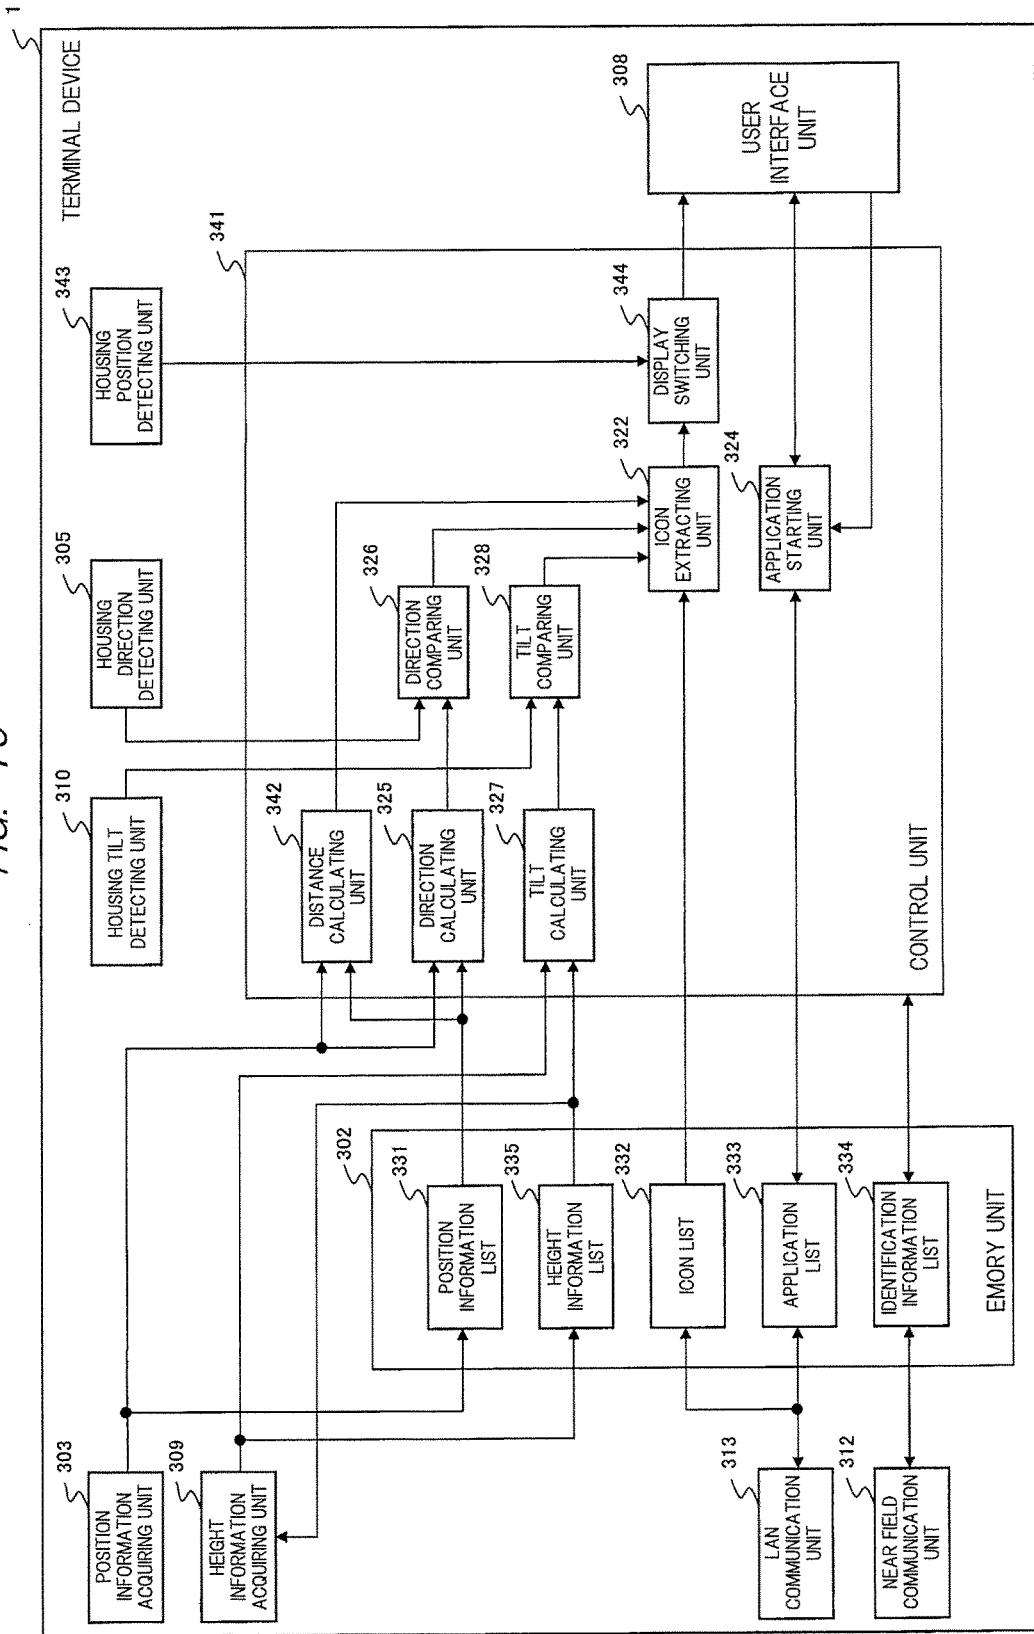 FIG.
1
TERMINAL DEVICE
303
POSITION
INFORMATION
ACQUIRING UNIT
310
HOUSING TILT
DETECTING UNIT
305
HOUSING
DIRECTION
DETECTING UNIT
343
HOUSING
POSITION
DETECTING UNIT
309
HEIGHT
INFORMATION
ACQUIRING UNIT
341
342
DISTANCE
CALCULATING
UNIT
302
331
POSITION
INFORMATION
LIST
325
DIRECTION
CALCULATING
UNIT
326
DIRECTION
COMPARING
UNIT
335
HEIGHT
INFORMATION
LIST
327
TILT
CALCULATING
UNIT
328
TILT
COMPARING
UNIT
332
ICON LIST
322
ICON
EXTRACTING
UNIT
344
DISPLAY
SWITCHING
UNIT
308
USER
INTERFACE
UNIT
313
LAN
COMMUNICATION
UNIT
333
APPLICATION
LIST
324
APPLICATION
STARTING
UNIT
312
NEAR FIELD
COMMUNICATION
UNIT
334
IDENTIFICATION
INFORMATION
LIST
CONTROL UNIT
EMORY UNIT